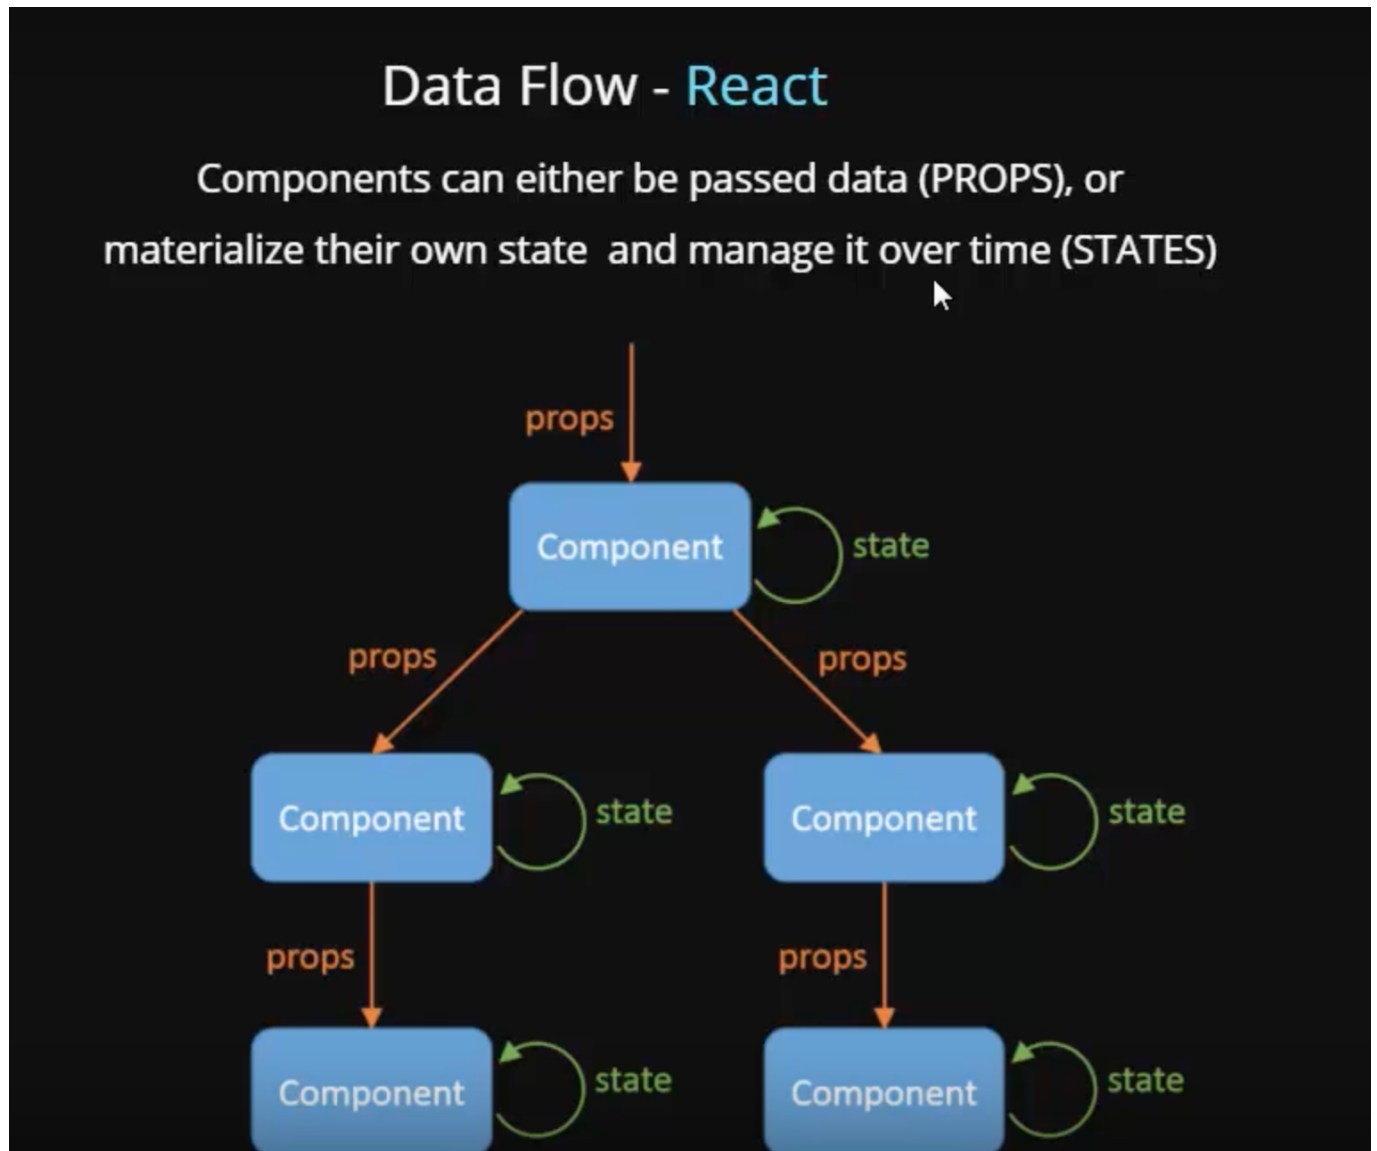 Data Flow - React
Components can either be passed data (PROPS), or
materialize their own state  and manage it over time (STATES)
props
Component
state
props
props
Component
state
Component
state
props
props
Component
state
Component
state